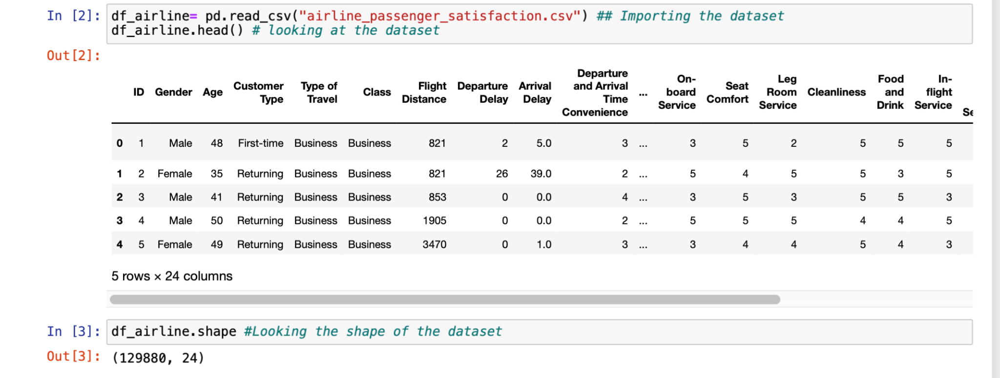 In [2]: df_airline= pd.read_csv("airline_passenger_satisfaction.csv") ## Importing the dataset
df_airline.head() # looking at the dataset
Out[2]:
ID Gender Age Customer Type Type of Travel Class Flight Distance Departure Delay Arrival Delay Departure and Arrival Time Convenience ... On-board Service Seat Comfort Leg Room Service Cleanliness Food and Drink In-flight Service
0 1 Male 48 First-time Business Business 821 2 5.0 3 ... 3 5 2 5 5 5
1 2 Female 35 Returning Business Business 821 26 39.0 2 ... 5 4 5 5 3 5
2 3 Male 41 Returning Business Business 853 0 0.0 4 ... 3 5 3 5 5 3
3 4 Male 50 Returning Business Business 1905 0 0.0 2 ... 5 5 5 4 4 5
4 5 Female 49 Returning Business Business 3470 0 1.0 3 ... 3 4 4 5 4 3
5 rows × 24 columns
In [3]: df_airline.shape #Looking the shape of the dataset
Out[3]: (129880, 24)